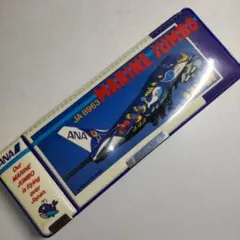 MARINE JUMBO
JA 8963
ANA
ANA
Our
MARINE
JUMBO
is flying
over
Japan.